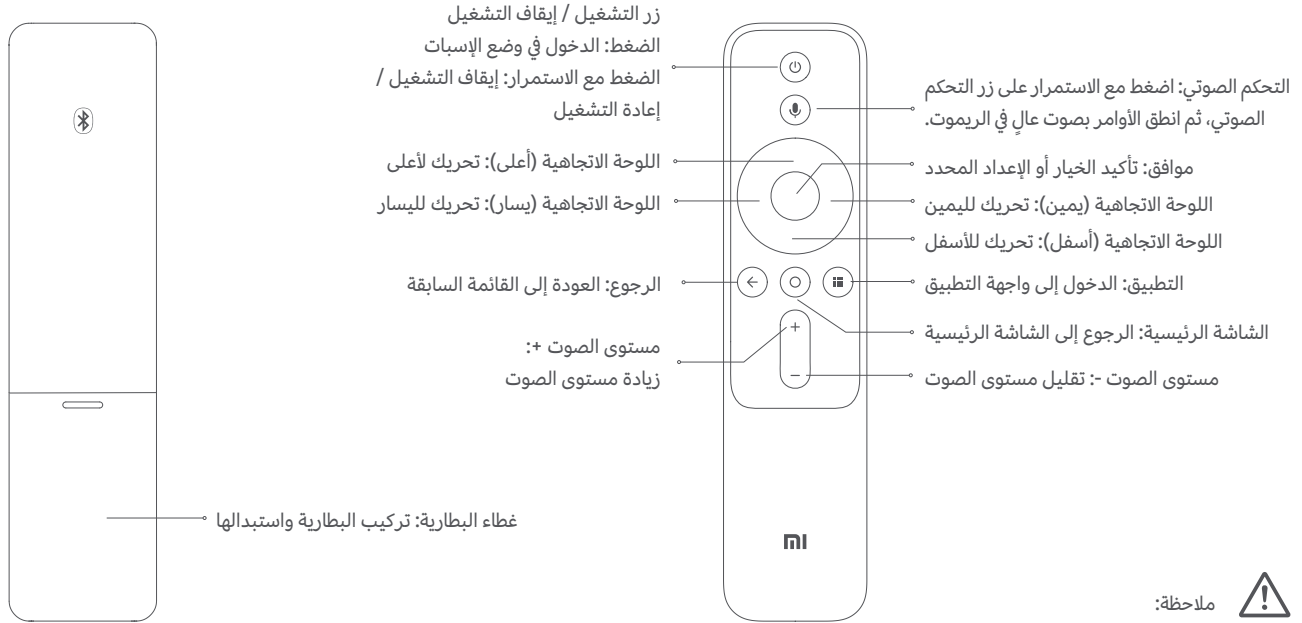 زر التشغيل / إيقاف التشغيل
الضغط: الدخول في وضع الإسبات
الضغط مع الاستمرار: إيقاف التشغيل /
إعادة التشغيل
التحكم الصوتي: اضغط مع الاستمرار على زر التحكم
الصوتي، ثم انطق الأوامر بصوت عالٍ في الريموت.
اللوحة الاتجاهية (أعلى): تحريك لأعلى
موافق: تأكيد الخيار أو الإعداد المحدد
اللوحة الاتجاهية (يسار): تحريك لليسار
اللوحة الاتجاهية (يمين): تحريك لليمين
اللوحة الاتجاهية (أسفل): تحريك للأسفل
الرجوع: العودة إلى القائمة السابقة
التطبيق: الدخول إلى واجهة التطبيق
الشاشة الرئيسية: الرجوع إلى الشاشة الرئيسية
مستوى الصوت +:
زيادة مستوى الصوت
مستوى الصوت -: تقليل مستوى الصوت
غطاء البطارية: تركيب البطارية واستبدالها
mi
ملاحظة: